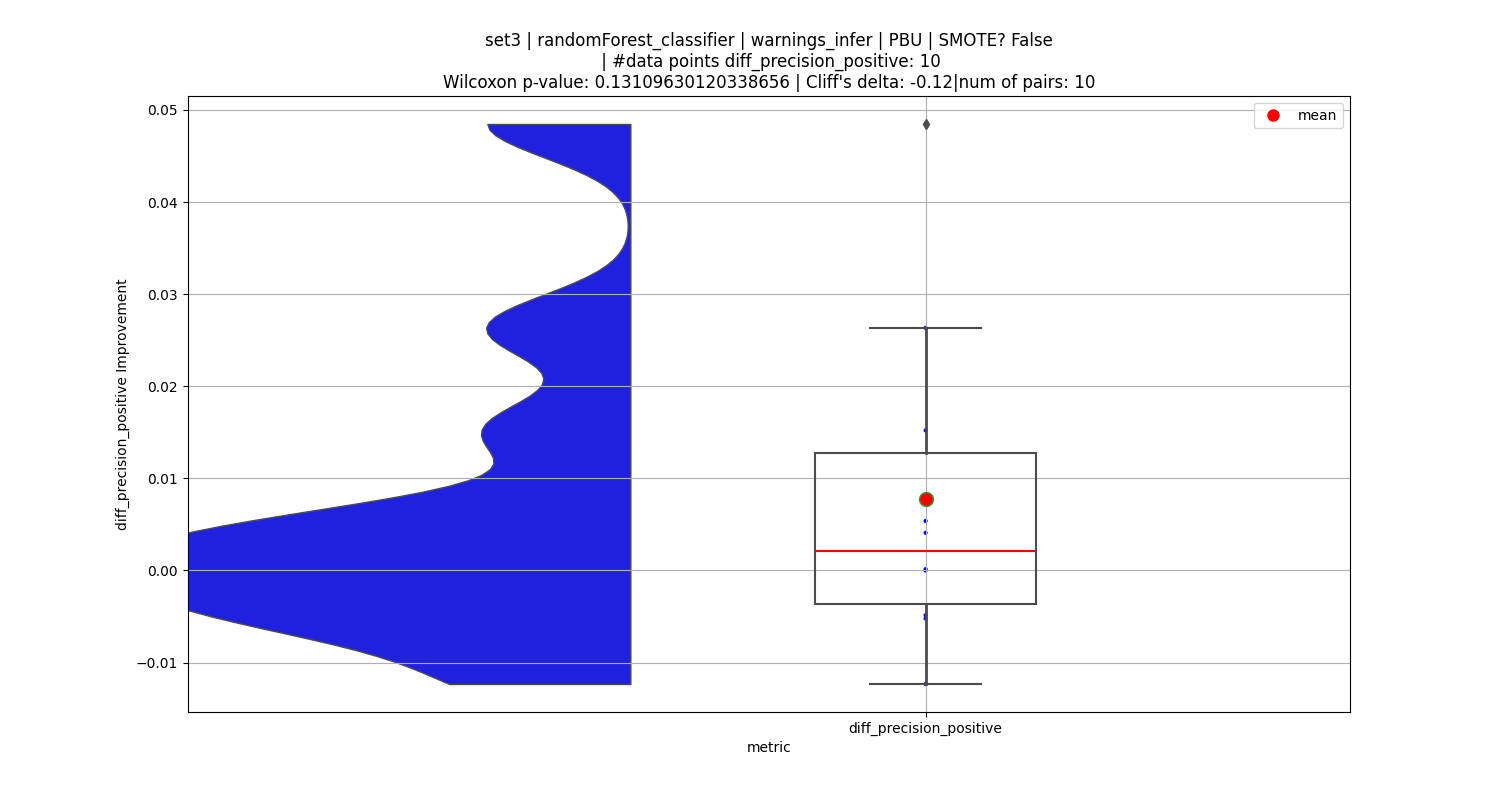 set3 | randomForest_classifier | warnings_infer | PBU | SMOTE? False
| #data points diff_precision_positive: 10
Wilcoxon p-value: 0.13109630120338656 | Cliff's delta: -0.12|num of pairs: 10
mean
0.05
0.04
0.03
0.02
0.01
0.00
−0.01
diff_precision_positive Improvement
diff_precision_positive
metric